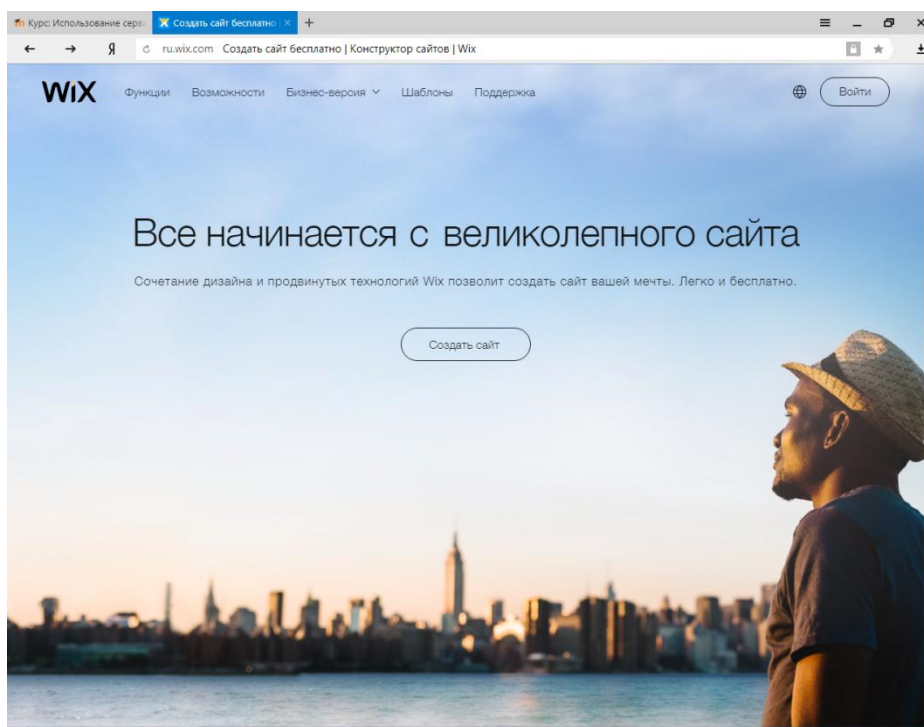 Курс: Использование серв
Создать сайт бесплатно
Я ru.wix.com Создать сайт бесплатно | Конструктор сайтов | Wix
WiX Функции Возможности Бизнес-версия Шаблоны Поддержка Войти
Все начинается с великолепного сайта
Сочетание дизайна и продвинутых технологий Wix позволит создать сайт вашей мечты. Легко и бесплатно.
Создать сайт